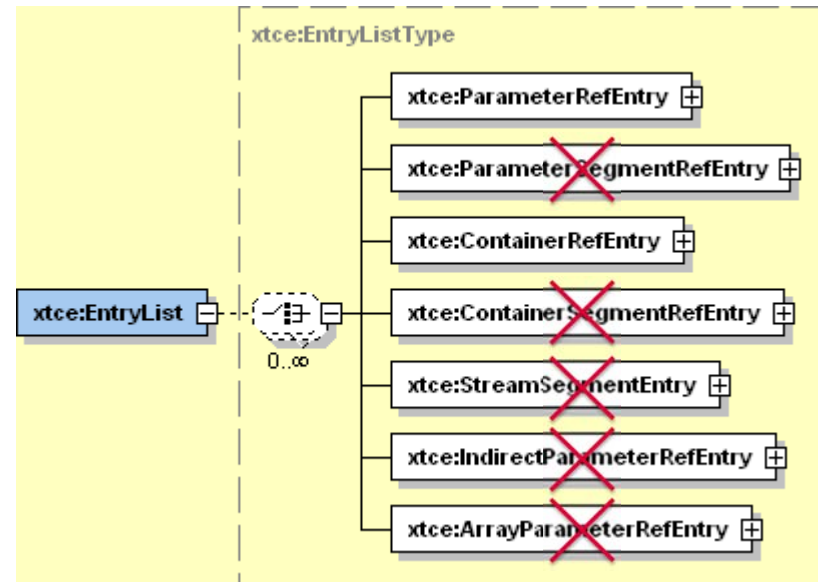 xtce:EntryListType
xtce:ParameterRefEntry
xtce:ParameterSegmentRefEntry
xtce:ContainerRefEntry
xtce:ContainerSegmentRefEntry
xtce:EntryList
0..∞
xtce:StreamSegmentEntry
xtce:IndirectParameterRefEntry
xtce:ArrayParameterRefEntry